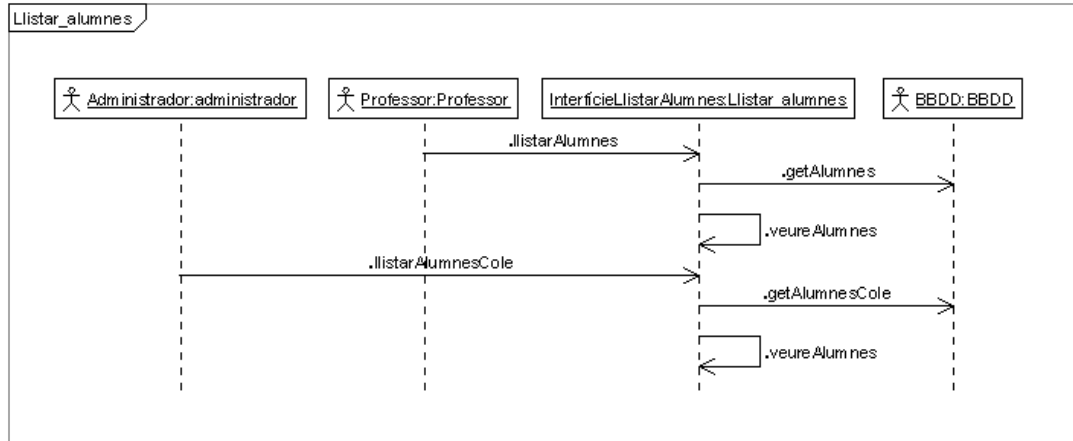 Llistar_alumnes
Administrador:administrador
Professor:Professor
InterfícieLlistarAlumnes:Llistar_alumnes
BBDD:BBDD
.llistarAlumnes
.getAlumnes
.veureAlumnes
.llistarAlumnesCole
.getAlumnesCole
.veureAlumnes